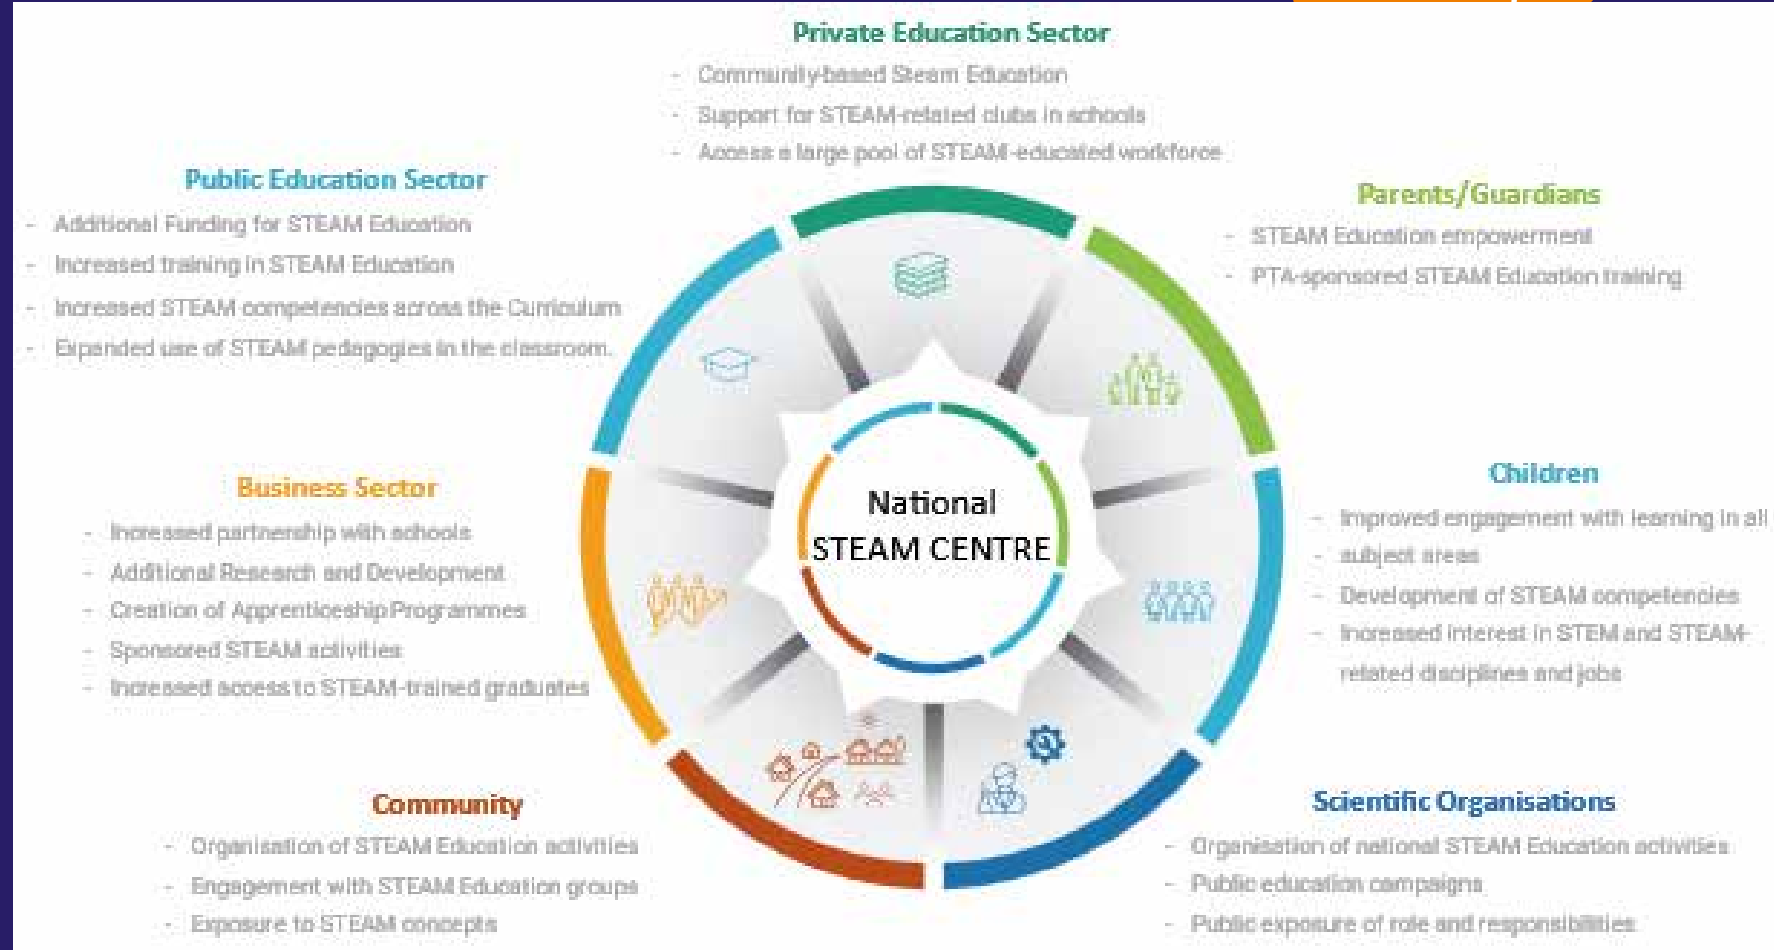 Private Education Sector
- Community-based Steam Education
- Support for STEAM-related clubs in schools
- Access a large pool of STEAM-educated workforce
Public Education Sector
- Additional Funding for STEAM Education
- Increased training in STEAM Education
- Increased STEAM competencies across the Curriculum
- Expanded use of STEAM pedagogies in the classroom.
Parents/Guardians
- STEAM Education empowerment
- PTA-sponsored STEAM Education training
National
STEAM CENTRE
Business Sector
- Increased partnership with schools
- Additional Research and Development
- Creation of Apprenticeship Programmes
- Sponsored STEAM activities
- Increased access to STEAM-trained graduates
Children
- Improved engagement with learning in all
- subject areas
- Development of STEAM competencies
- Increased interest in STEM and STEAM-
related disciplines and jobs
Community
- Organisation of STEAM Education activities
- Engagement with STEAM Education groups
- Exposure to STEAM concepts
Scientific Organisations
- Organisation of national STEAM Education activities
- Public education campaigns
- Public exposure of role and responsibilities